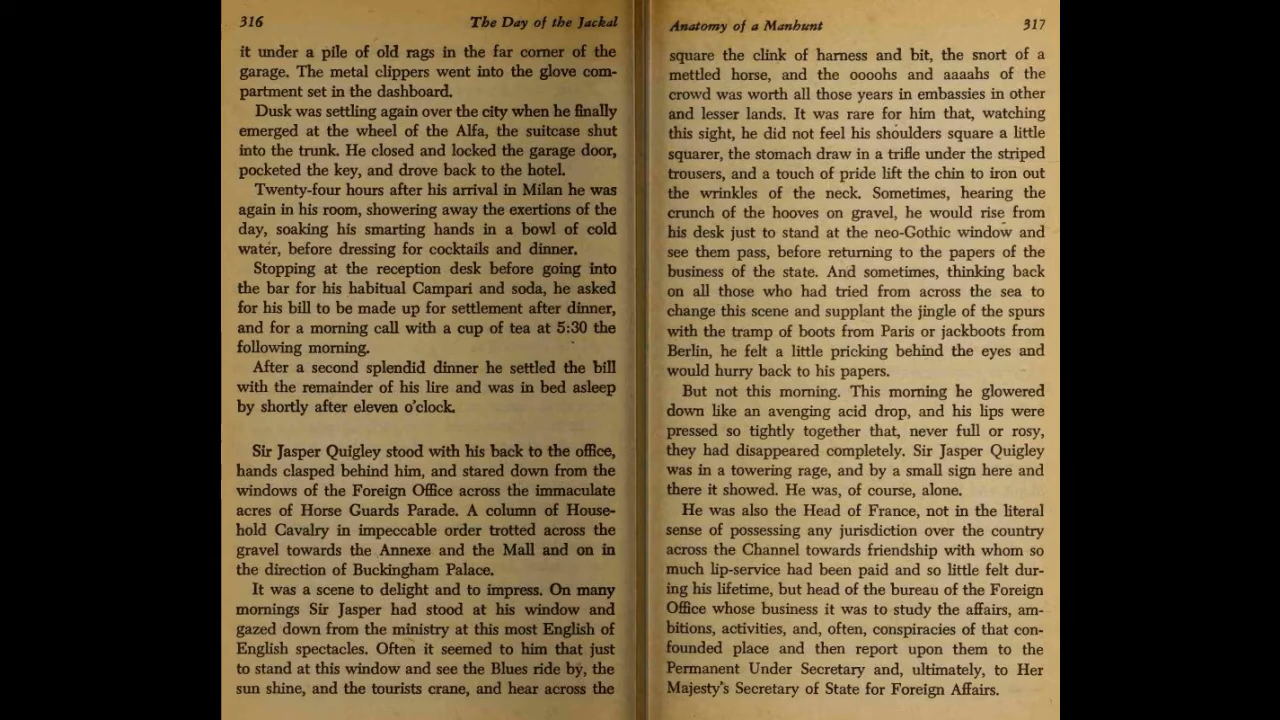 316 The Day of the Jackal
it under a pile of old rags in the far corner of the
garage. The metal clippers went into the glove com-
partment set in the dashboard.
Dusk was settling again over the city when he finally
emerged at the wheel of the Alfa, the suitcase shut
into the trunk. He closed and locked the garage door,
pocketed the key, and drove back to the hotel.
Twenty-four hours after his arrival in Milan he was
again in his room, showering away the exertions of the
day, soaking his smarting hands in a bowl of cold
water, before dressing for cocktails and dinner.
Stopping at the reception desk before going into
the bar for his habitual Campari and soda, he asked
for his bill to be made up for settlement after dinner,
and for a morning call with a cup of tea at 5:30 the
following morning.
After a second splendid dinner he settled the bill
with the remainder of his lire and was in bed asleep
by shortly after eleven o'clock.
Sir Jasper Quigley stood with his back to the office,
hands clasped behind him, and stared down from the
windows of the Foreign Office across the immaculate
acres of Horse Guards Parade. A column of House-
hold Cavalry in impeccable order trotted across the
gravel towards the Annexe and the Mall and on in
the direction of Buckingham Palace.
It was a scene to delight and to impress. On many
mornings Sir Jasper had stood at his window and
gazed down from the ministry at this most English of
English spectacles. Often it seemed to him that just
to stand at this window and see the Blues ride by, the
sun shine, and the tourists crane, and hear across the
Anatomy of a Manhunt 317
square the clink of harness and bit, the snort of a
mettled horse, and the ooohs and aaaahs of the
crowd was worth all those years in embassies in other
and lesser lands. It was rare for him that, watching
this sight, he did not feel his shoulders square a little
squarer, the stomach draw in a trifle under the striped
trousers, and a touch of pride lift the chin to iron out
the wrinkles of the neck. Sometimes, hearing the
crunch of the hooves on gravel, he would rise from
his desk just to stand at the neo-Gothic window and
see them pass, before returning to the papers of the
business of the state. And sometimes, thinking back
on all those who had tried from across the sea to
change this scene and supplant the jingle of the spurs
with the tramp of boots from Paris or jackboots from
Berlin, he felt a little pricking behind the eyes and
would hurry back to his papers.
But not this morning. This morning he glowered
down like an avenging acid drop, and his lips were
pressed so tightly together that, never full or rosy,
they had disappeared completely. Sir Jasper Quigley
was in a towering rage, and by a small sign here and
there it showed. He was, of course, alone.
He was also the Head of France, not in the literal
sense of possessing any jurisdiction over the country
across the Channel towards friendship with whom so
much lip-service had been paid and so little felt dur-
ing his lifetime, but head of the bureau of the Foreign
Office whose business it was to study the affairs, am-
bitions, activities, and, often, conspiracies of that con-
founded place and then report upon them to the
Permanent Under Secretary and, ultimately, to Her
Majesty's Secretary of State for Foreign Affairs.